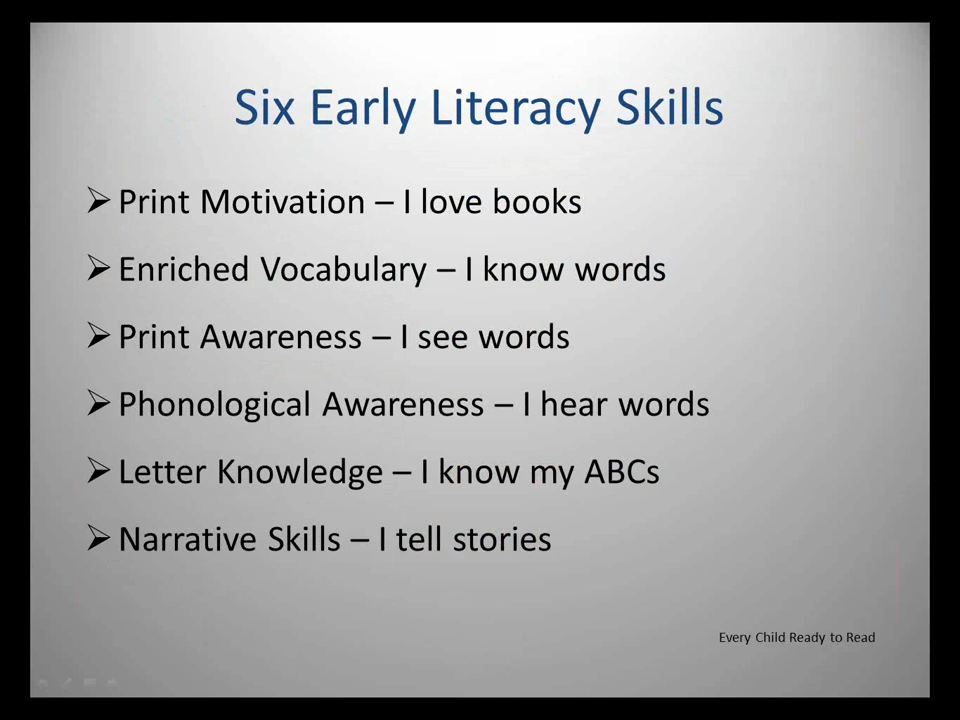 Six Early Literacy Skills
➢ Print Motivation – I love books
➢ Enriched Vocabulary – I know words
➢ Print Awareness – I see words
➢ Phonological Awareness – I hear words
➢ Letter Knowledge – I know my ABCs
➢ Narrative Skills – I tell stories
Every Child Ready to Read